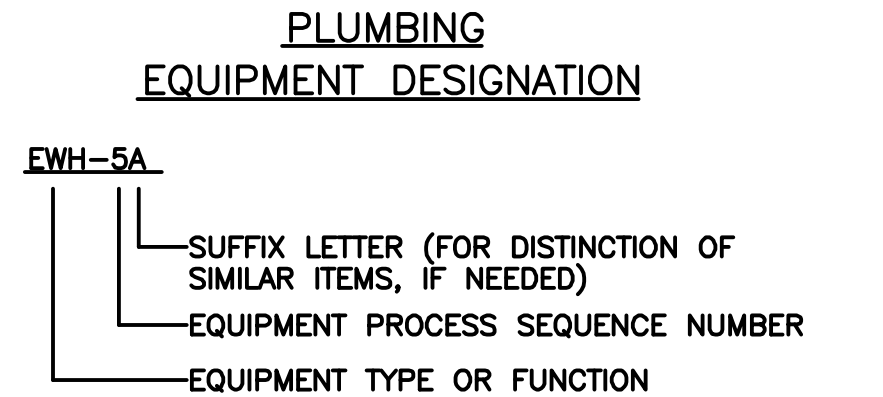 PLUMBING
EQUIPMENT DESIGNATION
EWH-5A
SUFFIX LETTER (FOR DISTINCTION OF
SIMILAR ITEMS, IF NEEDED)
EQUIPMENT PROCESS SEQUENCE NUMBER
EQUIPMENT TYPE OR FUNCTION